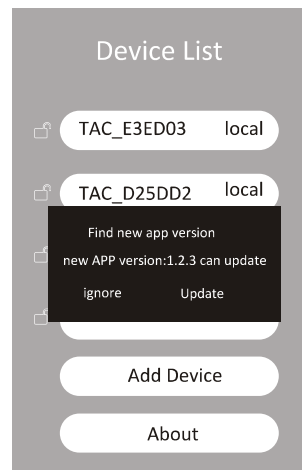 Device List
TAC_E3ED03 local
TAC_D25DD2 local
Find new app version
new APP version:1.2.3 can update
ignore Update
Add Device
About